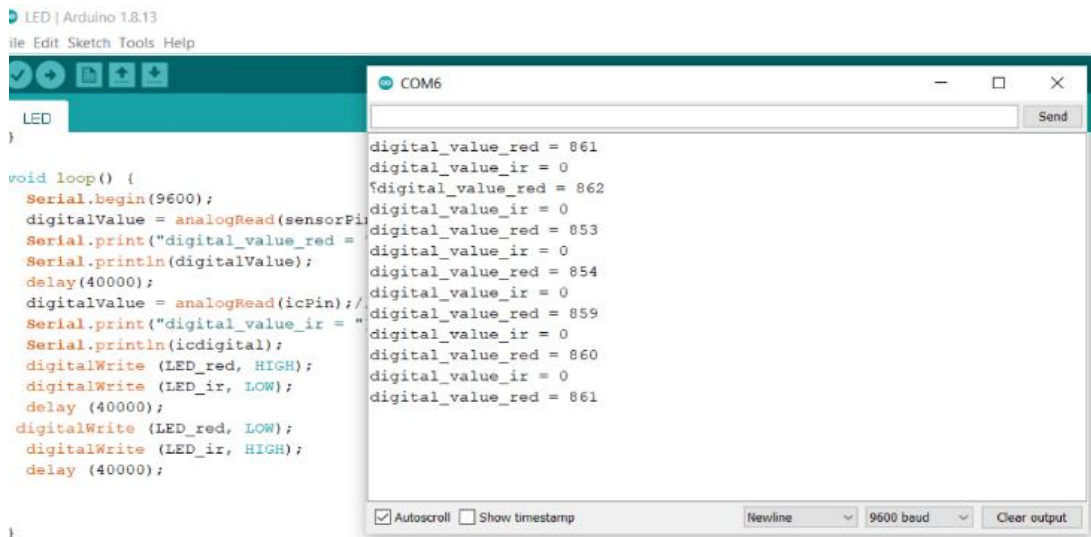 LED | Arduino 1.8.13
ile Edit Sketch Tools Help
LED
}
void loop() {
Serial.begin(9600);
digitalValue = analogRead(sensorPi
Serial.print("digital_value_red =
Serial.println(digitalValue);
delay(40000);
digitalValue = analogRead(icPin);/
Serial.print("digital_value_ir = "
Serial.println(icdigital);
digitalWrite (LED_red, HIGH);
digitalWrite (LED_ir, LOW);
delay (40000);
digitalWrite (LED_red, LOW);
digitalWrite (LED_ir, HIGH);
delay (40000);
}
COM6
Send
digital_value_red = 861
digital_value_ir = 0
⸮digital_value_red = 862
digital_value_ir = 0
digital_value_red = 853
digital_value_ir = 0
digital_value_red = 854
digital_value_ir = 0
digital_value_red = 859
digital_value_ir = 0
digital_value_red = 860
digital_value_ir = 0
digital_value_red = 861
Autoscroll Show timestamp Newline 9600 baud Clear output